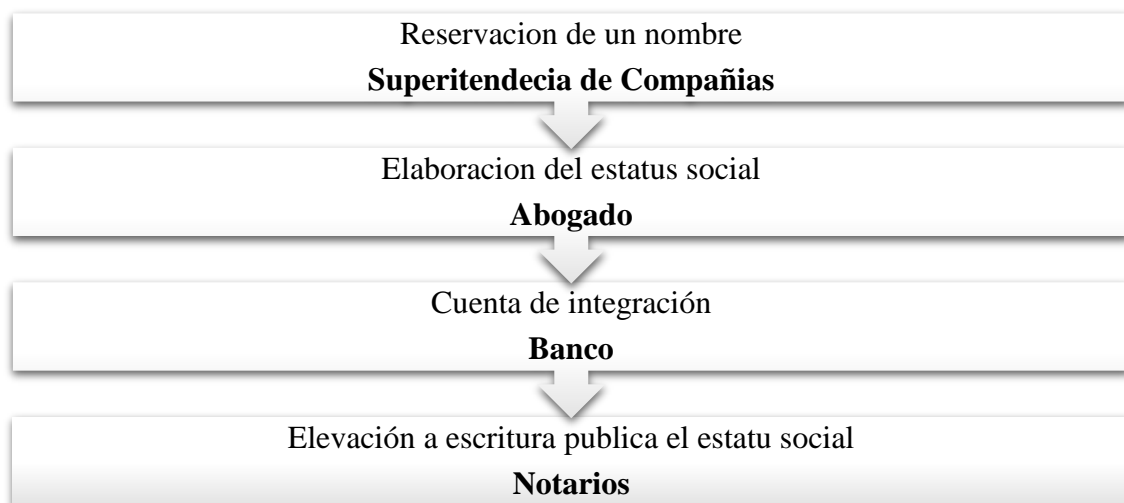 Reservacion de un nombre
Superitendecia de Compañias
Elaboracion del estatus social
Abogado
Cuenta de integración
Banco
Elevación a escritura publica el estatu social
Notarios